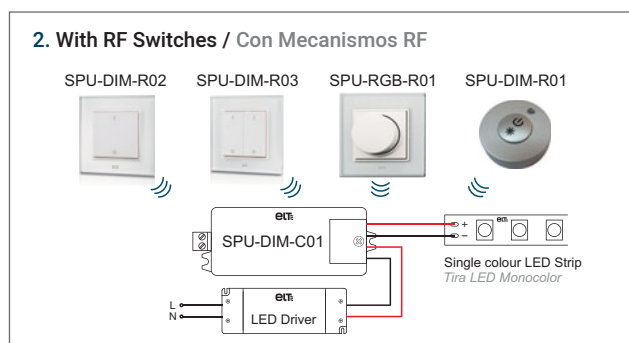 2. With RF Switches / Con Mecanismos RF
SPU-DIM-R02 SPU-DIM-R03 SPU-RGB-R01 SPU-DIM-R01
ELT
SPU-DIM-C01
+
−
Single colour LED Strip
Tira LED Monocolor
L
N
ELT
LED Driver